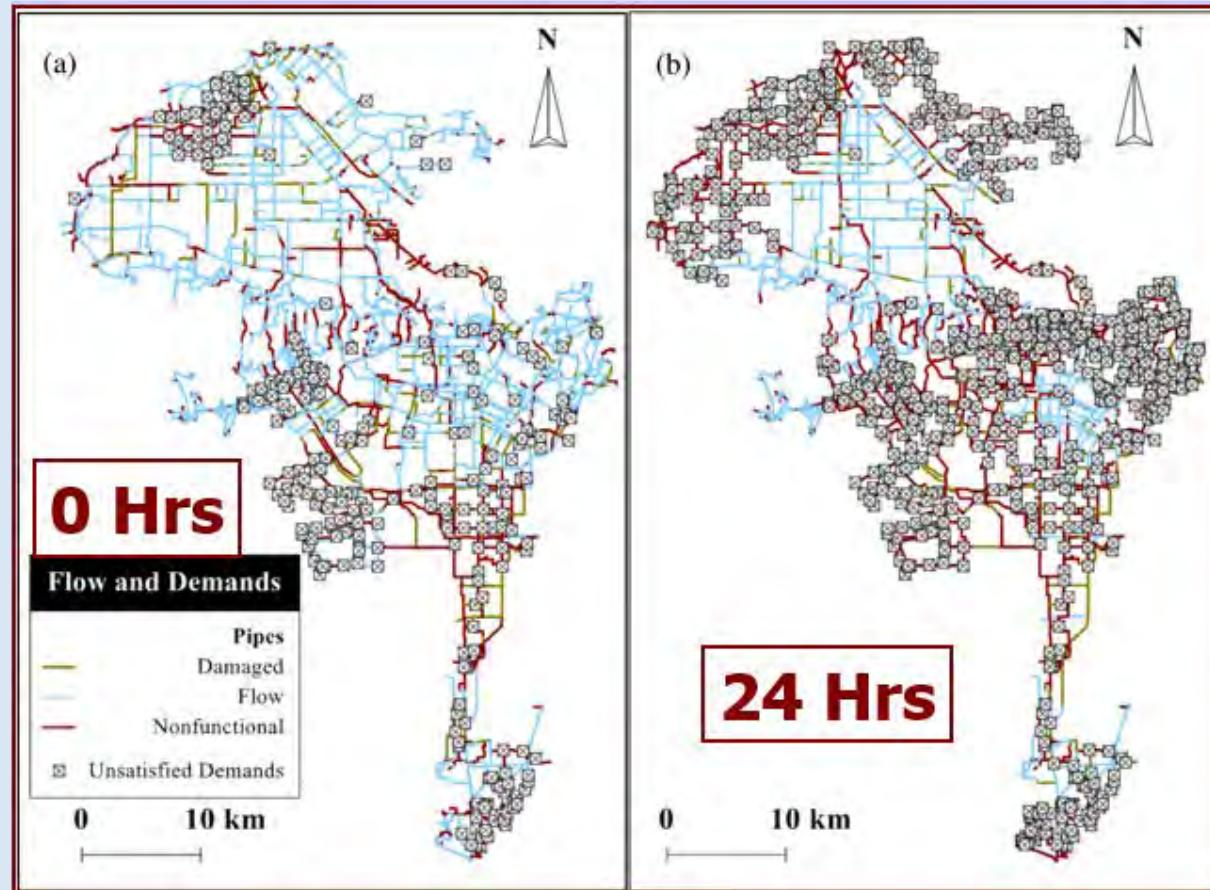 (a)
N
0 Hrs
Flow and Demands
Pipes
Damaged
Flow
Nonfunctional
Unsatisfied Demands
0 10 km
(b)
N
24 Hrs
0 10 km